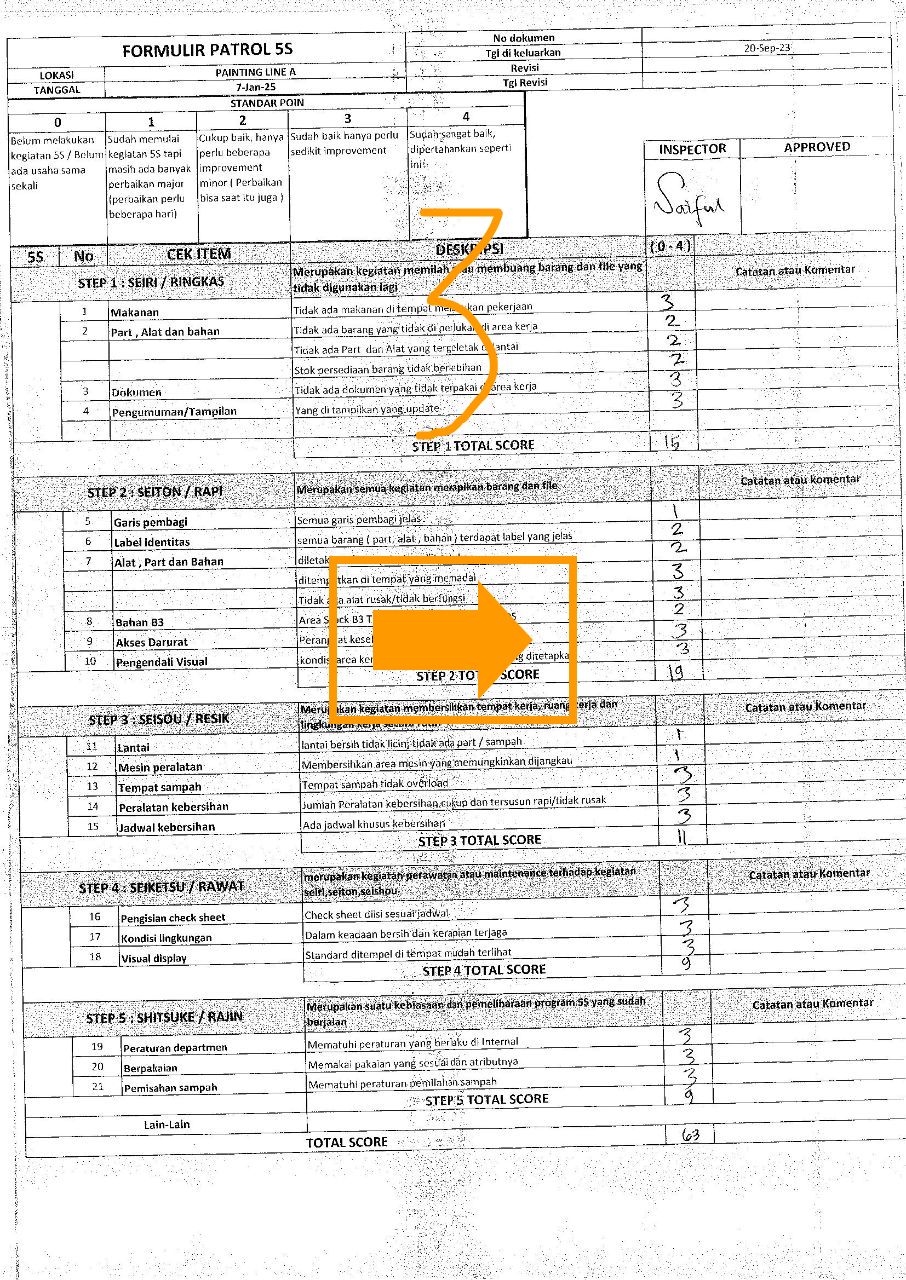 FORMULIR PATROL 5S
No dokumen
Tgl di keluarkan 20-Sep-23
Revisi
Tgl Revisi
LOKASI PAINTING LINE A
TANGGAL 7-Jan-25
STANDAR POIN
0 1 2 3 4
Belum melakukan kegiatan 5S / Belum ada usaha sama sekali
Sudah memulai kegiatan 5S tapi masih ada banyak perbaikan major (perbaikan perlu beberapa hari)
Cukup baik, hanya perlu beberapa improvement minor ( Perbaikan bisa saat itu juga )
Sudah baik hanya perlu sedikit improvement
Sudah sangat baik, dipertahankan seperti ini
INSPECTOR APPROVED
Saiful
3
5S No CEK ITEM DESKRIPSI (0 - 4)
STEP 1 : SEIRI / RINGKAS Merupakan kegiatan memilah atau membuang barang dan file yang tidak digunakan lagi Catatan atau Komentar
1 Makanan Tidak ada makanan di tempat melakukan pekerjaan 3
2 Part , Alat dan bahan Tidak ada barang yang tidak di perlukan di area kerja 2
Tidak ada Part dan Alat yang tergeletak di lantai 2
Stok persediaan barang tidak berlebihan 2
3 Dokumen Tidak ada dokumen yang tidak terpakai di area kerja 3
4 Pengumuman/Tampilan Yang di tampilkan yang update 3
STEP 1 TOTAL SCORE 15
STEP 2 : SEITON / RAPI Merupakan semua kegiatan merapikan barang dan file Catatan atau komentar
5 Garis pembagi Semua garis pembagi jelas 1
6 Label Identitas semua barang ( part, alat , bahan ) terdapat label yang jelas 2
7 Alat , Part dan Bahan 2
ditempatkan di tempat yang memadai 3
Tidak ada alat rusak/tidak berfungsi 3
8 Bahan B3 Area Stock B3 2
9 Akses Darurat 3
10 Pengendali Visual kondisi area 3
STEP 2 TOTAL SCORE 19
STEP 3 : SEISOU / RESIK Merupakan kegiatan membersihkan tempat kerja, ruang kerja dan lingkungan kerja secara rutin Catatan atau Komentar
11 Lantai lantai bersih tidak licin, tidak ada part / sampah 1
12 Mesin peralatan Membersihkan area mesin yang memungkinkan dijangkau 1
13 Tempat sampah Tempat sampah tidak overload 3
14 Peralatan kebersihan Jumlah Peralatan kebersihan cukup dan tersusun rapi/tidak rusak 3
15 Jadwal kebersihan Ada jadwal khusus kebersihan 3
STEP 3 TOTAL SCORE 11
STEP 4 : SEIKETSU / RAWAT merupakan kegiatan perawatan atau maintenance terhadap kegiatan seiri,seiton,seishou Catatan atau Komentar
16 Pengisian check sheet Check sheet diisi sesuai jadwal 3
17 Kondisi lingkungan Dalam keadaan bersih dan kerapian terjaga 3
18 Visual display Standard ditempel di tempat mudah terlihat 3
STEP 4 TOTAL SCORE 9
STEP 5 : SHITSUKE / RAJIN Merupakan suatu kebiasaan dan pemeliharaan program 5S yang sudah berjalan Catatan atau Komentar
19 Peraturan departmen Mematuhi peraturan yang berlaku di Internal 3
20 Berpakaian Memakai pakaian yang sesuai dan atributnya 3
21 Pemisahan sampah Mematuhi peraturan pemilahan sampah 3
STEP 5 TOTAL SCORE 9
Lain-Lain
TOTAL SCORE 63